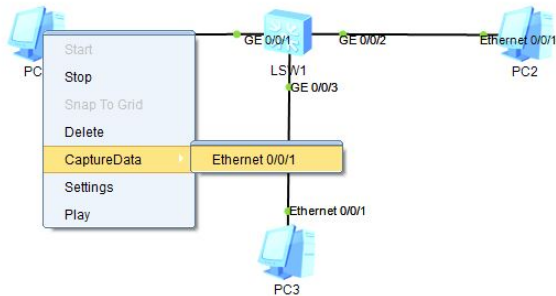 GE 0/0/1
GE 0/0/2
Ethernet 0/0/1
PC
Start
LSW1
PC2
Stop
GE 0/0/3
Snap To Grid
Delete
CaptureData
Ethernet 0/0/1
Settings
Play
Ethernet 0/0/1
PC3